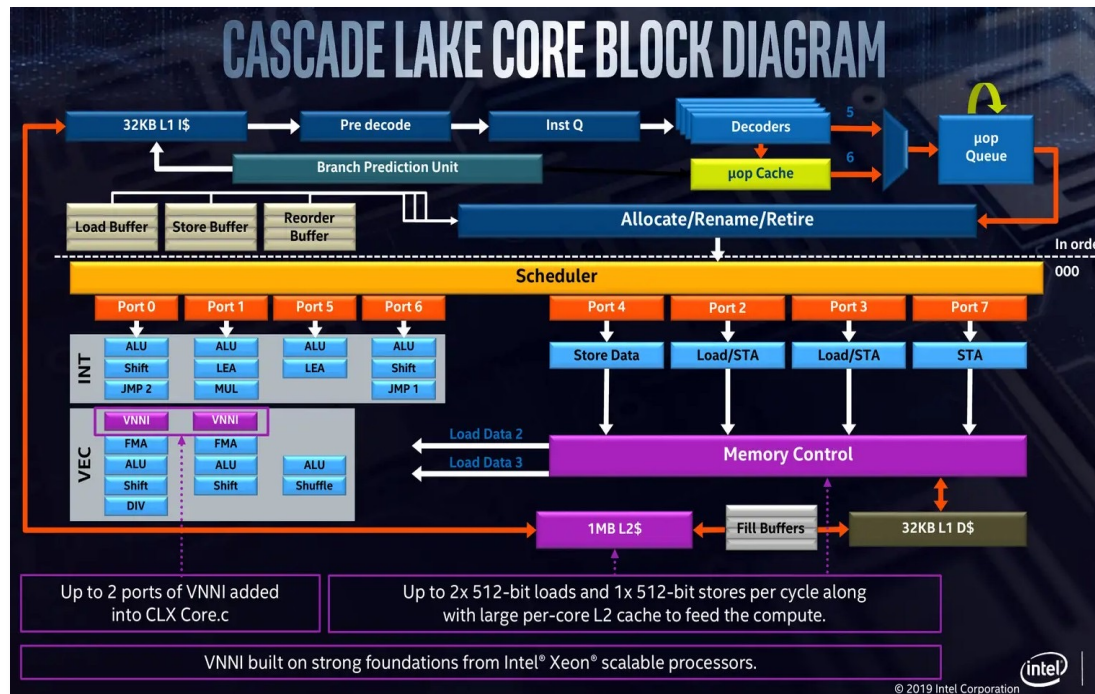 CASCADE LAKE CORE BLOCK DIAGRAM
32KB L1 I$
Pre decode
Inst Q
Decoders
5
μop
Queue
Branch Prediction Unit
μop Cache
6
Load Buffer
Store Buffer
Reorder
Buffer
Allocate/Rename/Retire
In orde
Scheduler
000
Port 0
Port 1
Port 5
Port 6
Port 4
Port 2
Port 3
Port 7
INT
ALU
ALU
ALU
ALU
Shift
LEA
LEA
Shift
JMP 2
MUL
JMP 1
Store Data
Load/STA
Load/STA
STA
VEC
VNNI
VNNI
FMA
FMA
ALU
ALU
ALU
Shift
Shift
Shuffle
DIV
Load Data 2
Load Data 3
Memory Control
1MB L2$
Fill Buffers
32KB L1 D$
Up to 2 ports of VNNI added
into CLX Core.c
Up to 2x 512-bit loads and 1x 512-bit stores per cycle along
with large per-core L2 cache to feed the compute.
VNNI built on strong foundations from Intel® Xeon® scalable processors.
intel®
© 2019 Intel Corporation